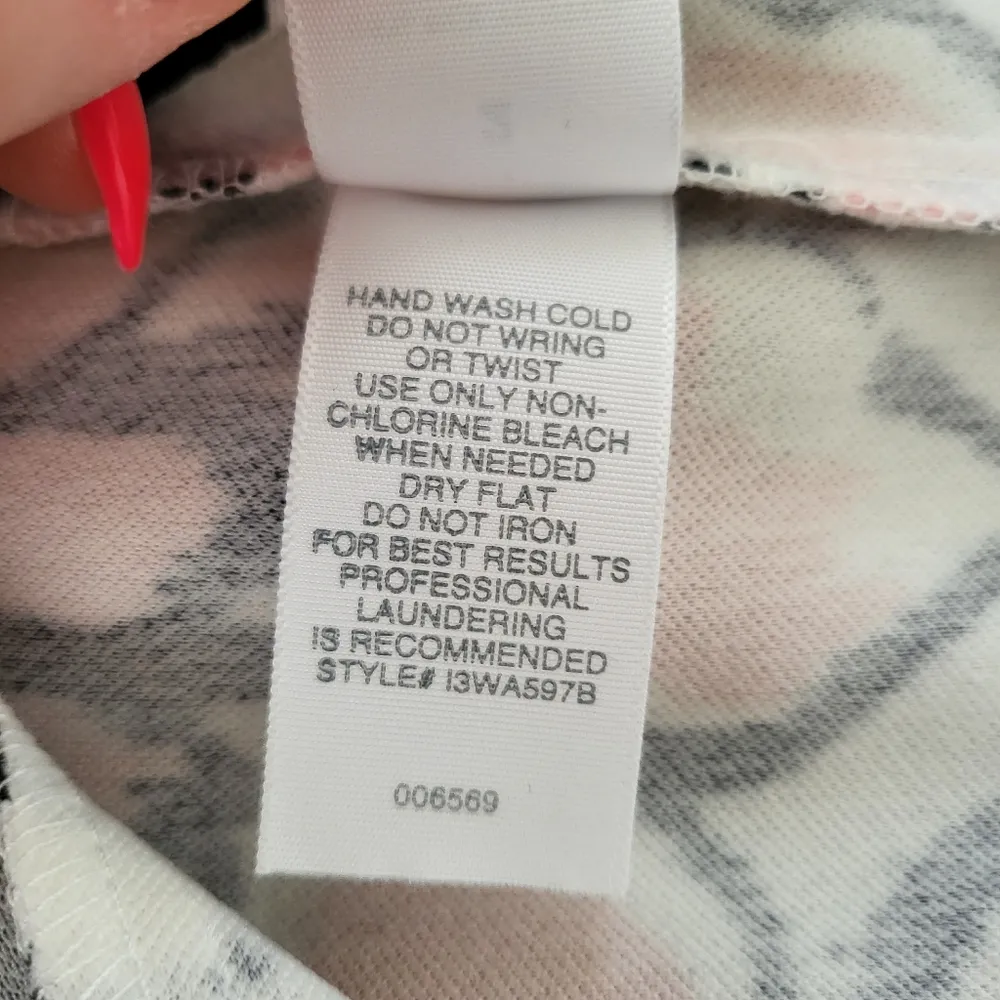 HAND WASH COLD
DO NOT WRING
OR TWIST
USE ONLY NON-
CHLORINE BLEACH
WHEN NEEDED
DRY FLAT
DO NOT IRON
FOR BEST RESULTS
PROFESSIONAL
LAUNDERING
IS RECOMMENDED
STYLE# I3WA597B
006569